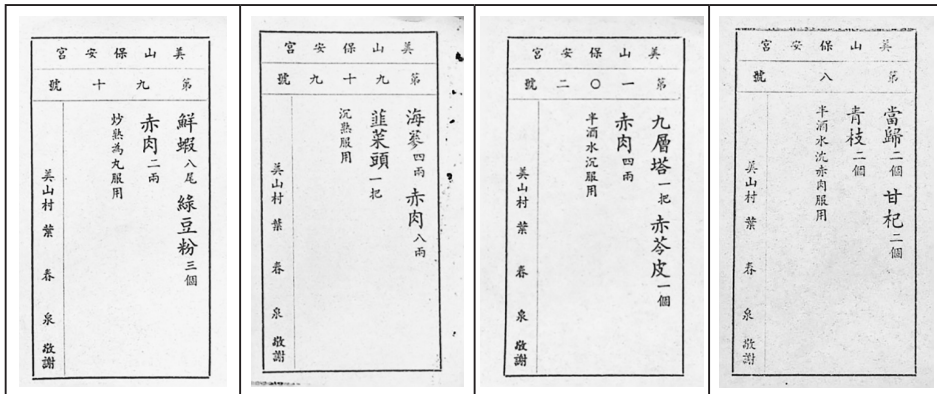 美山保安宮
第九十號
鮮蝦八尾 綠豆粉三個
赤肉二兩
炒熟為丸服用
美山村 葉春泉 敬謝
美山保安宮
第九十九號
海參四兩 赤肉八兩
韮菜頭一把
沉熟服用
美山村 葉春泉 敬謝
美山保安宮
第一〇二號
九層塔一把 赤苓皮一個
赤肉四兩
半酒水沉服用
美山村 葉春泉 敬謝
美山保安宮
第八號
當歸二個 甘杞二個
青枝二個
半酒水沈赤肉服用
美山村 葉春泉 敬謝